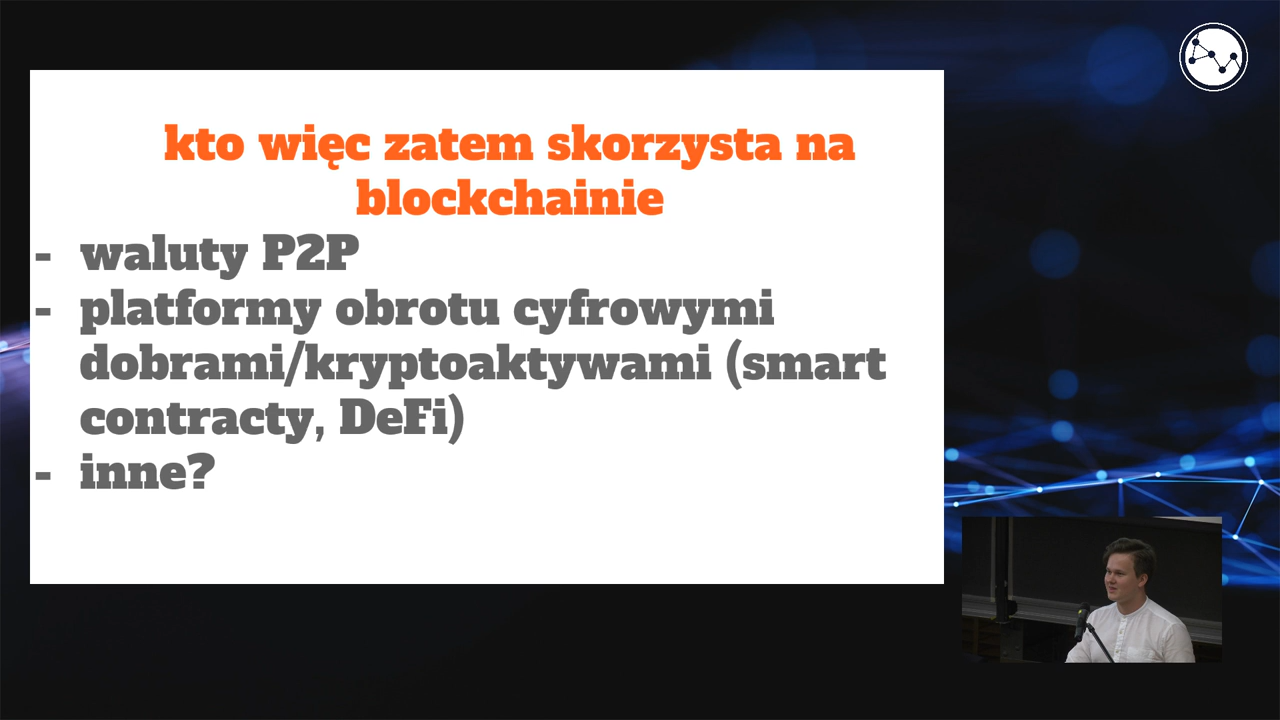 kto więc zatem skorzysta na
blockchainie
- waluty P2P
- platformy obrotu cyfrowymi
dobrami/kryptoaktywami (smart
contracty, DeFi)
- inne?